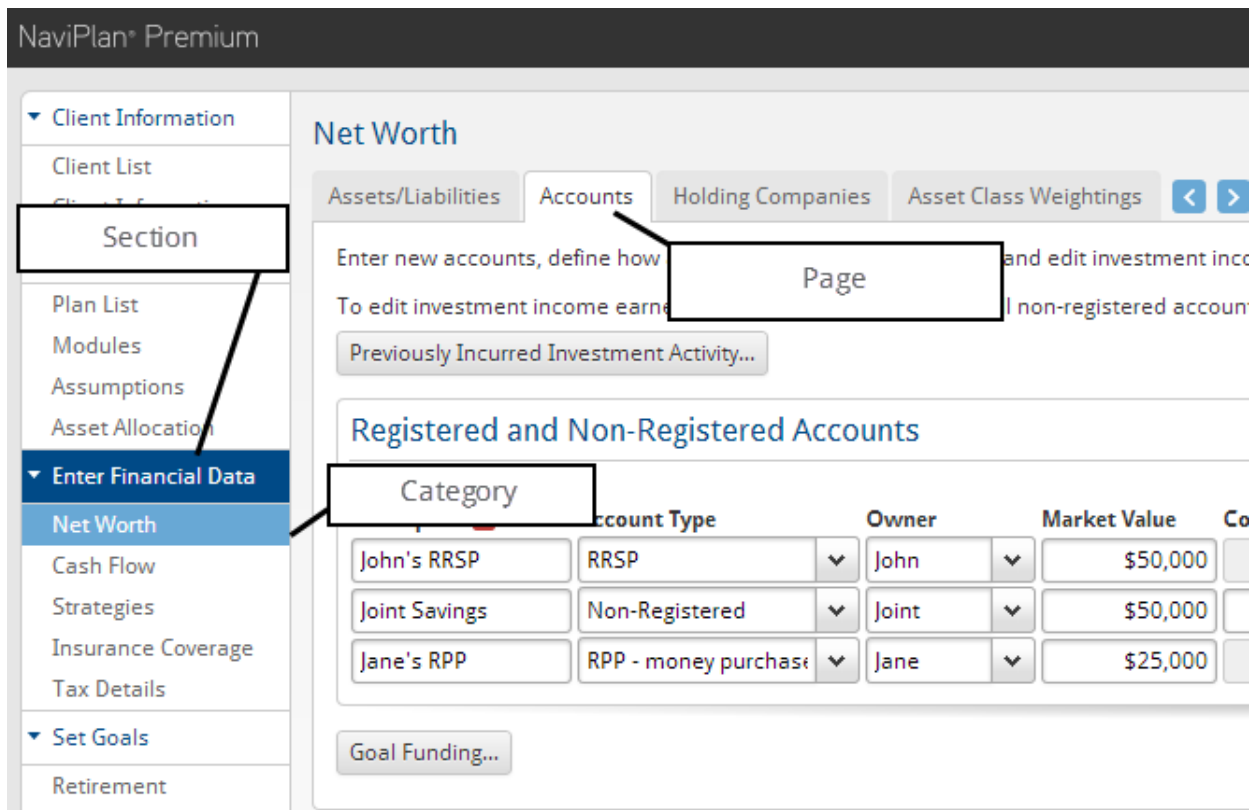 NaviPlan® Premium
Client Information
Client List
Section
Plan List
Modules
Assumptions
Asset Allocation
Enter Financial Data
Net Worth
Cash Flow
Strategies
Insurance Coverage
Tax Details
Set Goals
Retirement
Net Worth
Assets/Liabilities Accounts Holding Companies Asset Class Weightings < >
Enter new accounts, define how and edit investment
Page
To edit investment income non-registered
Previously Incurred Investment Activity...
Registered and Non-Registered Accounts
Category
Account Type Owner Market Value
John's RRSP RRSP John $50,000
Joint Savings Non-Registered Joint $50,000
Jane's RPP RPP - money purchase Jane $25,000
Goal Funding...